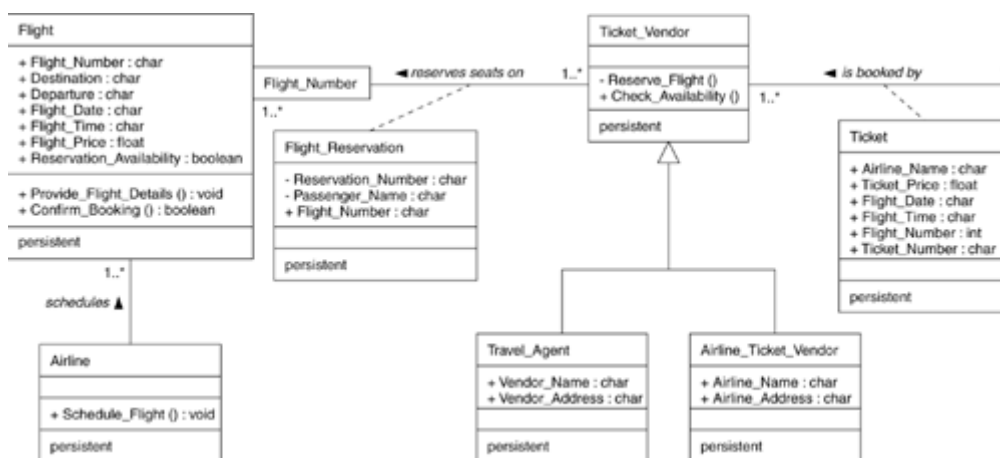 Flight
+ Flight_Number : char
+ Destination : char
+ Departure : char
+ Flight_Date : char
+ Flight_Time : char
+ Flight_Price : float
+ Reservation_Availability : boolean
+ Provide_Flight_Details () : void
+ Confirm_Booking () : boolean
persistent
1..*
schedules
Airline
+ Schedule_Flight () : void
persistent
Flight_Number
1..*
reserves seats on
1..*
Flight_Reservation
- Reservation_Number : char
- Passenger_Name : char
+ Flight_Number : char
persistent
Ticket_Vendor
- Reserve_Flight ()
+ Check_Availability ()
persistent
1..*
is booked by
Ticket
+ Airline_Name : char
+ Ticket_Price : float
+ Flight_Date : char
+ Flight_Time : char
+ Flight_Number : int
+ Ticket_Number : char
persistent
Travel_Agent
+ Vendor_Name : char
+ Vendor_Address : char
persistent
Airline_Ticket_Vendor
+ Airline_Name : char
+ Airline_Address : char
persistent